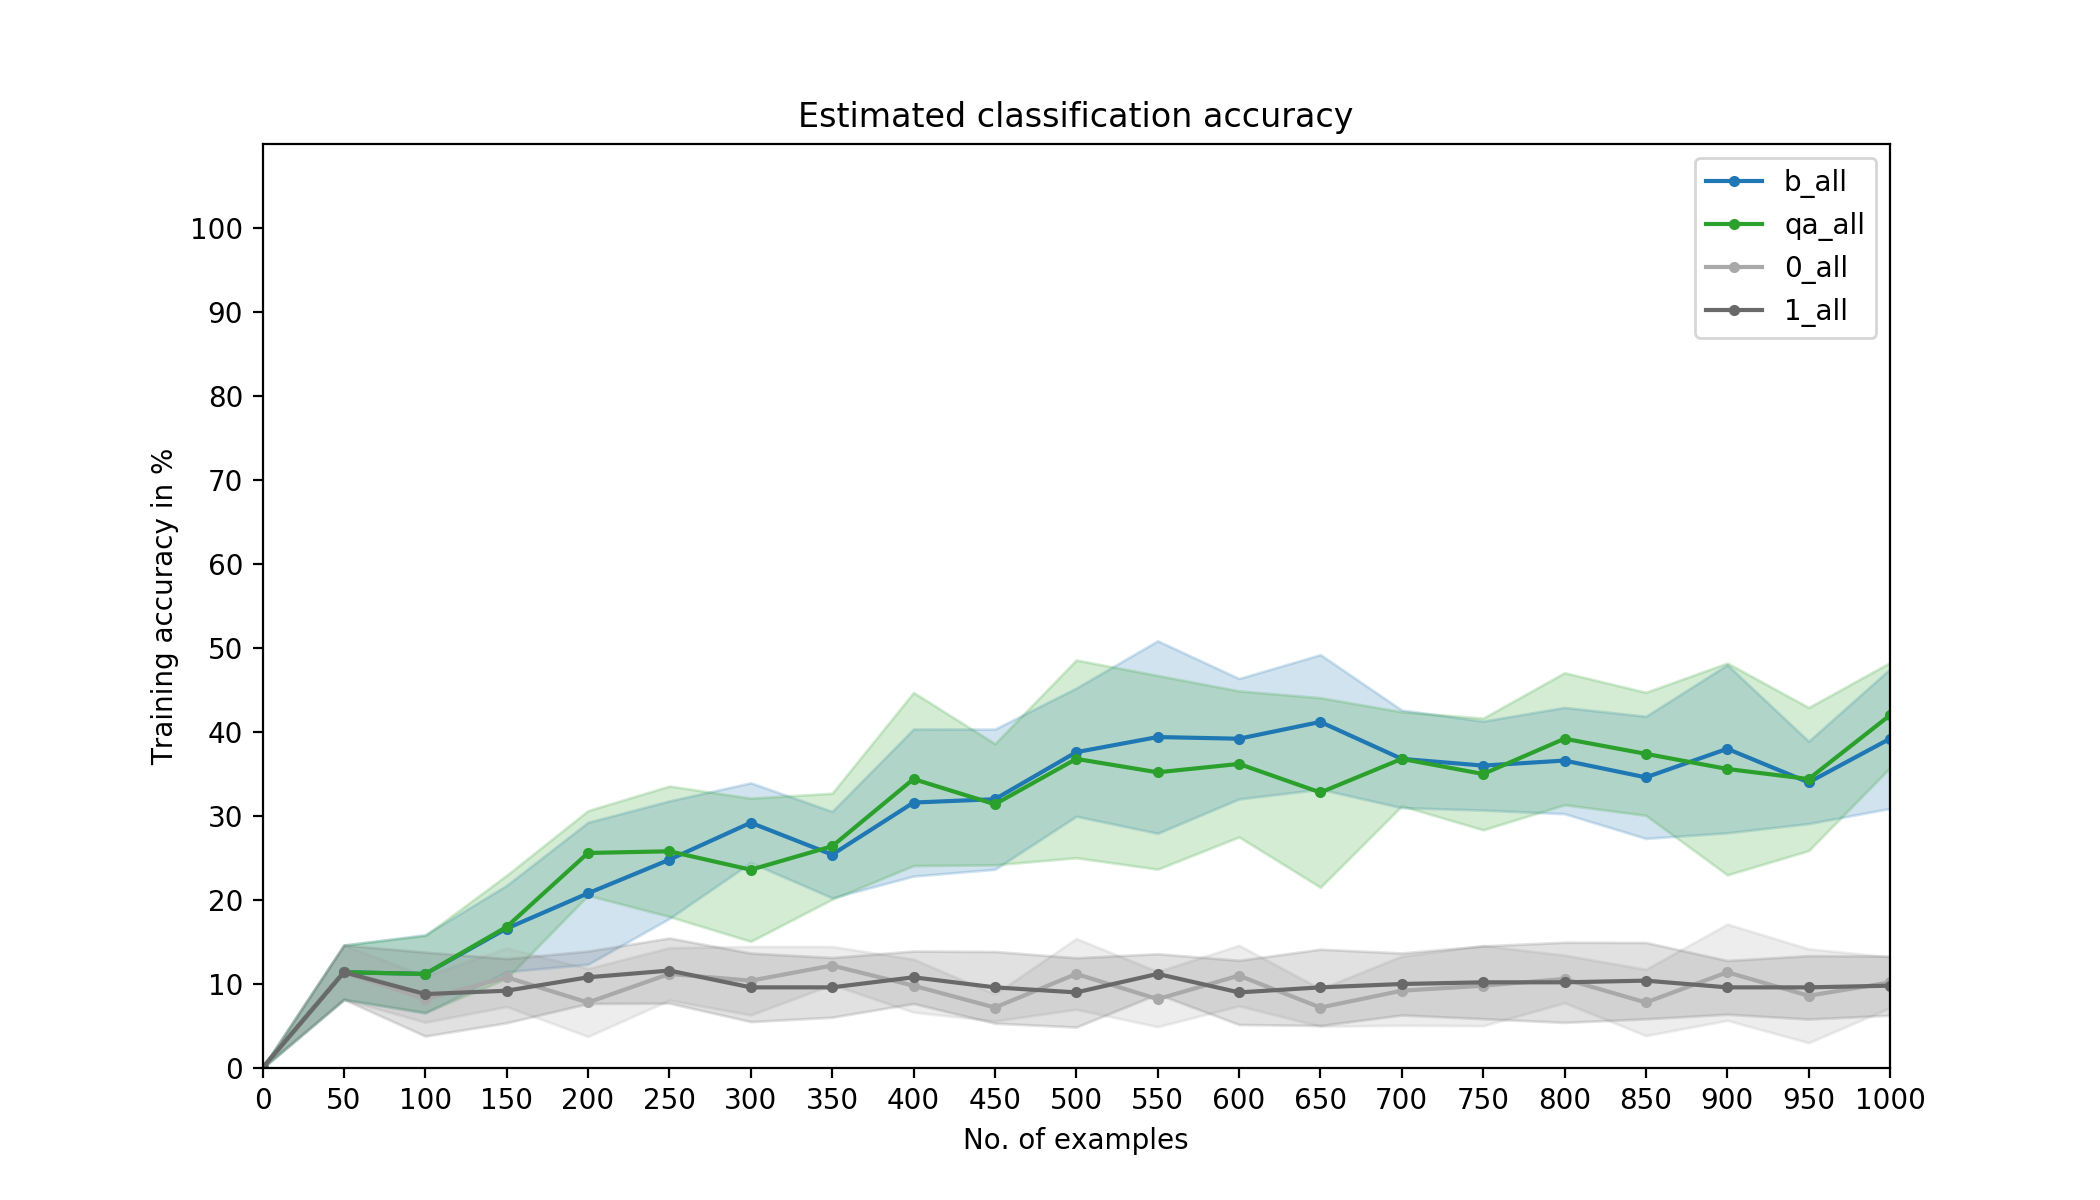 Estimated classification accuracy
b_all
qa_all
0_all
1_all
100
90
80
70
60
50
40
30
20
10
0
Training accuracy in %
0 50 100 150 200 250 300 350 400 450 500 550 600 650 700 750 800 850 900 950 1000
No. of examples